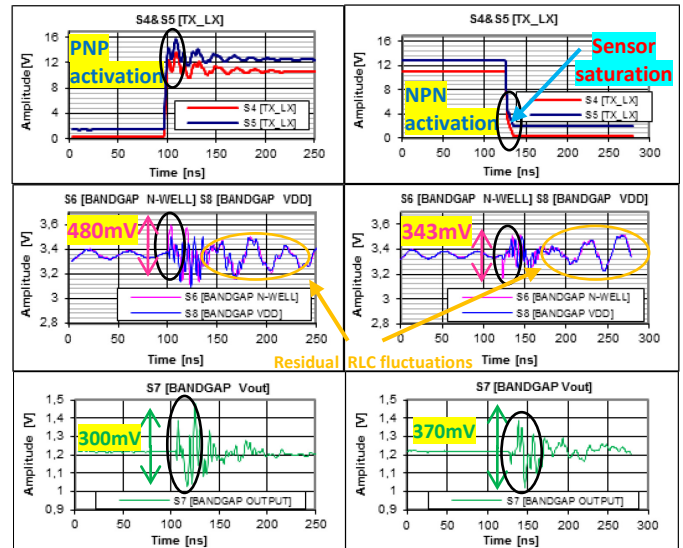 S4&S5 [TX_LX]
Amplitude[V]
16
12
8
4
0
PNP
activation
S4 [TX_LX]
S5 [TX_LX]
0 50 100 150 200 250
Time [ns]
S4&S5 [TX_LX]
Amplitude[V]
16
12
8
4
0
Sensor
saturation
NPN
activation
S4 [TX_LX]
S5 [TX_LX]
0 50 100 150 200 250 300
Time [ns]
S6 [BANDGAP N-WELL] S8 [BANDGAP VDD]
Amplitude [V]
3,6
3,4
3,2
3
2,8
480mV
S6 [BANDGAP N-WELL]
S8 [BANDGAP VDD]
0 50 100 150 200 250
Time [ns]
S6 [BANDGAP N-WELL] S8 [BANDGAP VDD]
Amplitude [V]
3,6
3,4
3,2
3
2,8
343mV
S6 [BANDGAP N-WELL]
S8 [BANDGAP VDD]
0 50 100 150 200 250 300
Time [ns]
Residual RLC fluctuations
S7 [BANDGAP Vout]
Amplitude [V]
1,5
1,4
1,3
1,2
1,1
1
0,9
300mV
S7 [BANDGAP OUTPUT]
0 50 100 150 200 250
Time [ns]
S7 [BANDGAP Vout]
Amplitude [V]
1,5
1,4
1,3
1,2
1,1
1
0,9
370mV
S7 [BANDGAP OUTPUT]
0 50 100 150 200 250 300
Time [ns]